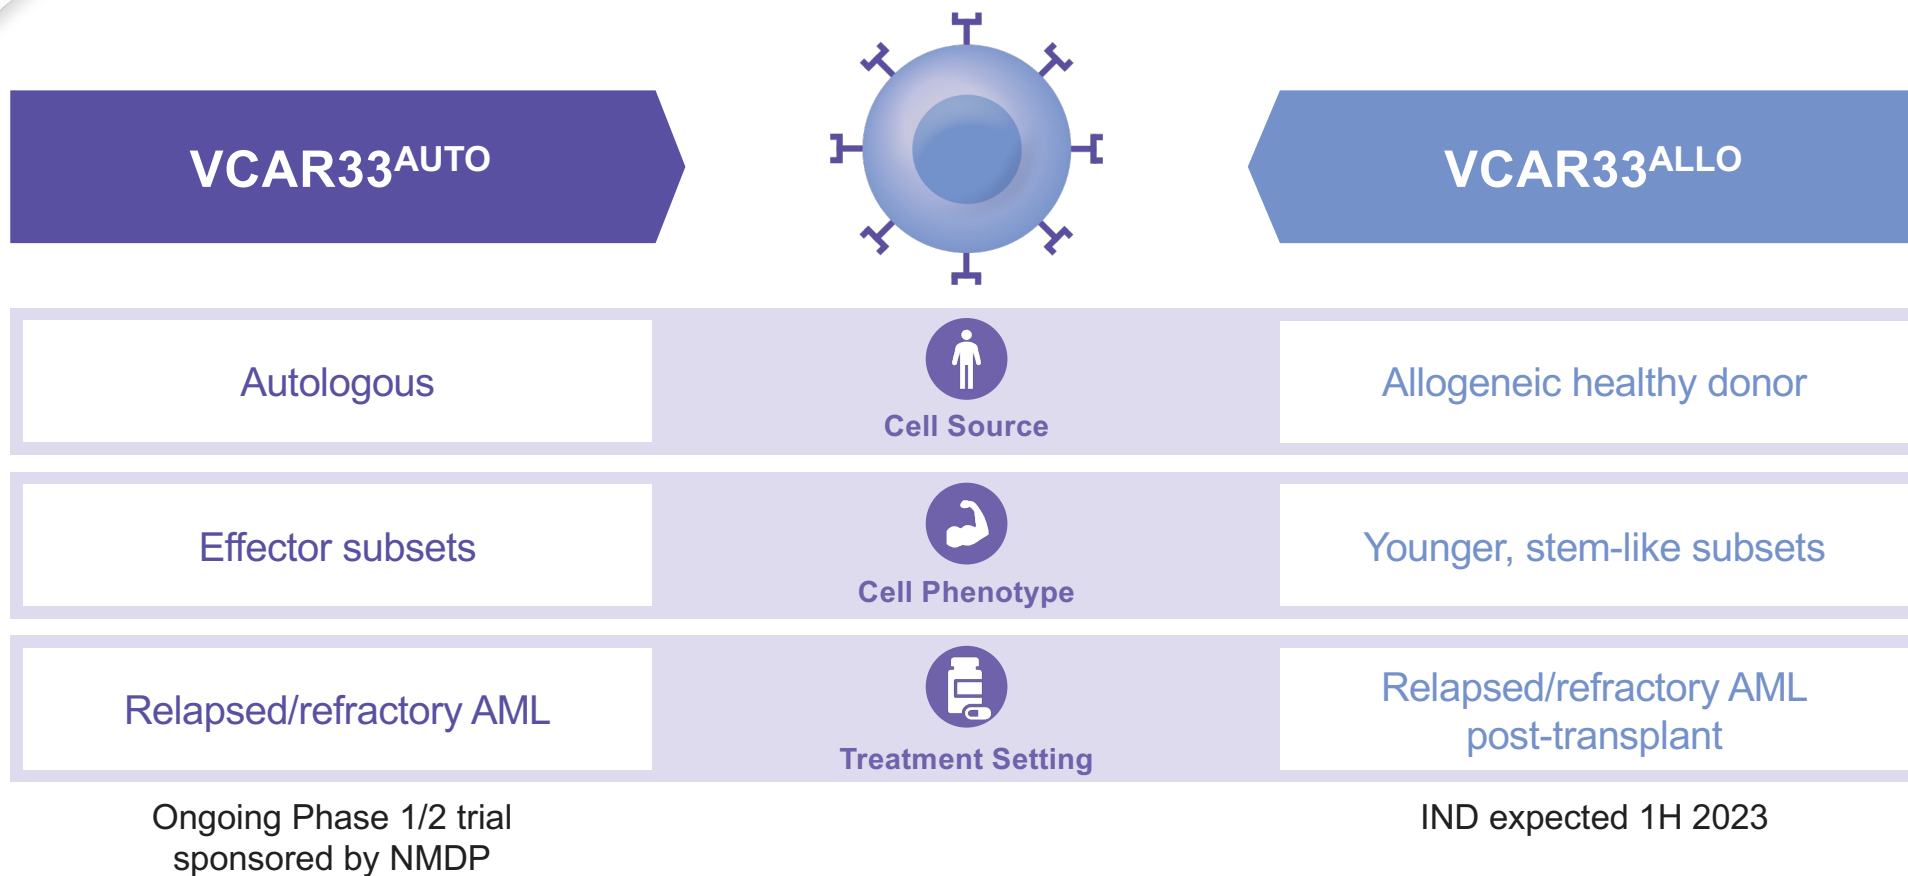 VCAR33AUTO
VCAR33ALLO
Autologous
Cell Source
Allogeneic healthy donor
Effector subsets
Cell Phenotype
Younger, stem-like subsets
Relapsed/refractory AML
Treatment Setting
Relapsed/refractory AML
post-transplant
Ongoing Phase 1/2 trial
sponsored by NMDP
IND expected 1H 2023